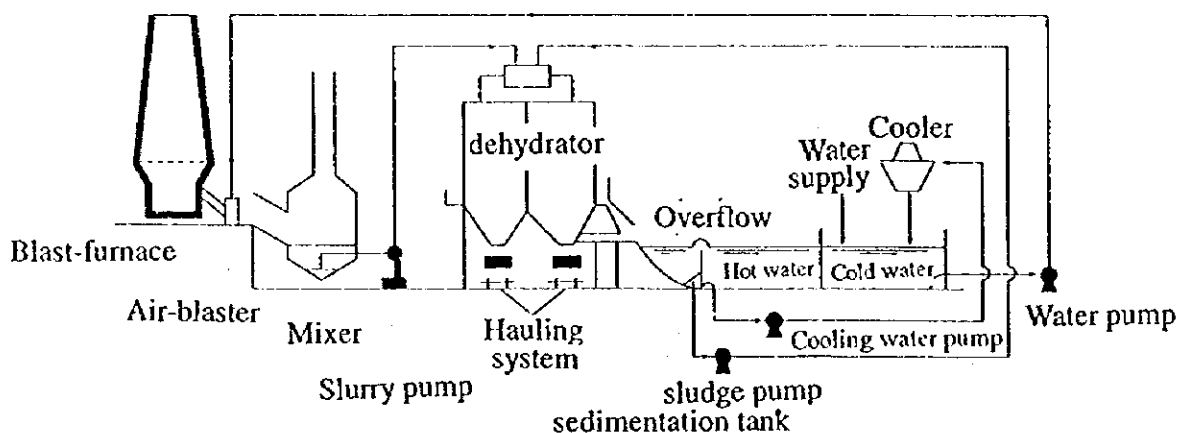 Cooler
Water
supply
dehydrator
Overflow
Hot water
Cold water
Blast-furnace
Air-blaster
Mixer
Slurry pump
Hauling
system
Cooling water pump
Water pump
sludge pump
sedimentation tank